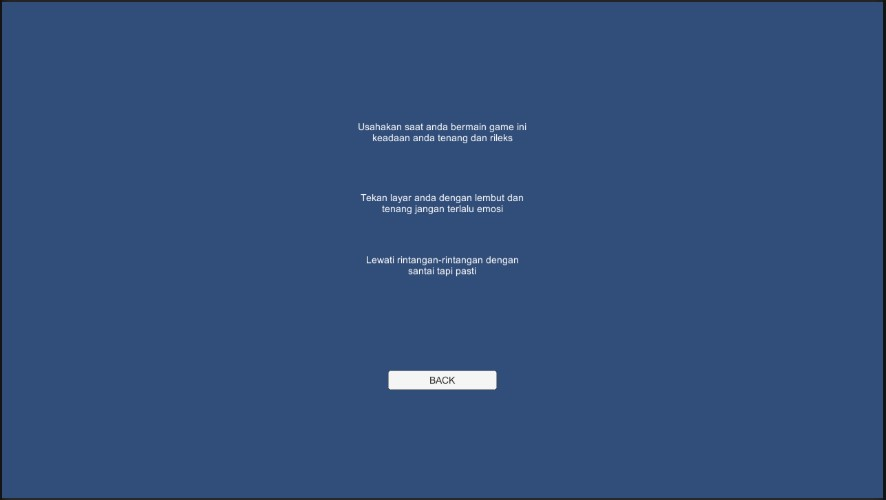 Usahakan saat anda bermain game ini
keadaan anda tenang dan rileks
Tekan layar anda dengan lembut dan
tenang jangan terlalu emosi
Lewati rintangan-rintangan dengan
santai tapi pasti
BACK